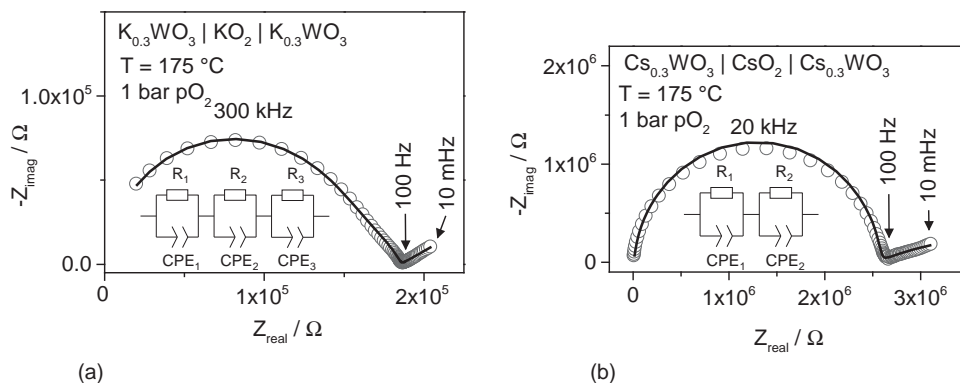 K0.3WO3 | KO2 | K0.3WO3
T = 175 °C
1 bar pO2
300 kHz
1.0x10^5
0.0
-Zimag / Ω
R1 R2 R3
CPE1 CPE2 CPE3
100 Hz
10 mHz
0 1x10^5 2x10^5
Zreal / Ω
(a)
Cs0.3WO3 | CsO2 | Cs0.3WO3
T = 175 °C
1 bar pO2
20 kHz
2x10^6
1x10^6
0
-Zimag / Ω
R1 R2
CPE1 CPE2
100 Hz
10 mHz
0 1x10^6 2x10^6 3x10^6
Zreal / Ω
(b)